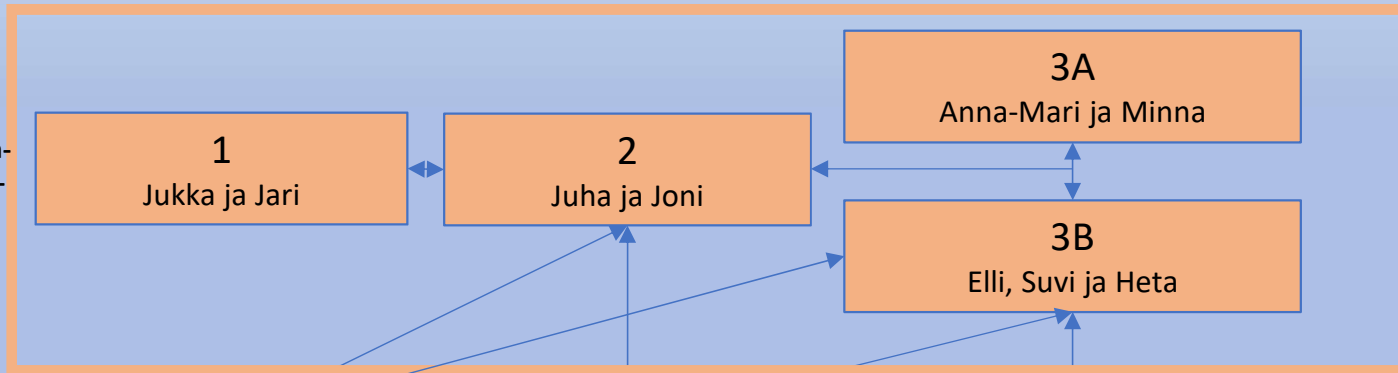 1
Jukka ja Jari
2
Juha ja Joni
3A
Anna-Mari ja Minna
3B
Elli, Suvi ja Heta